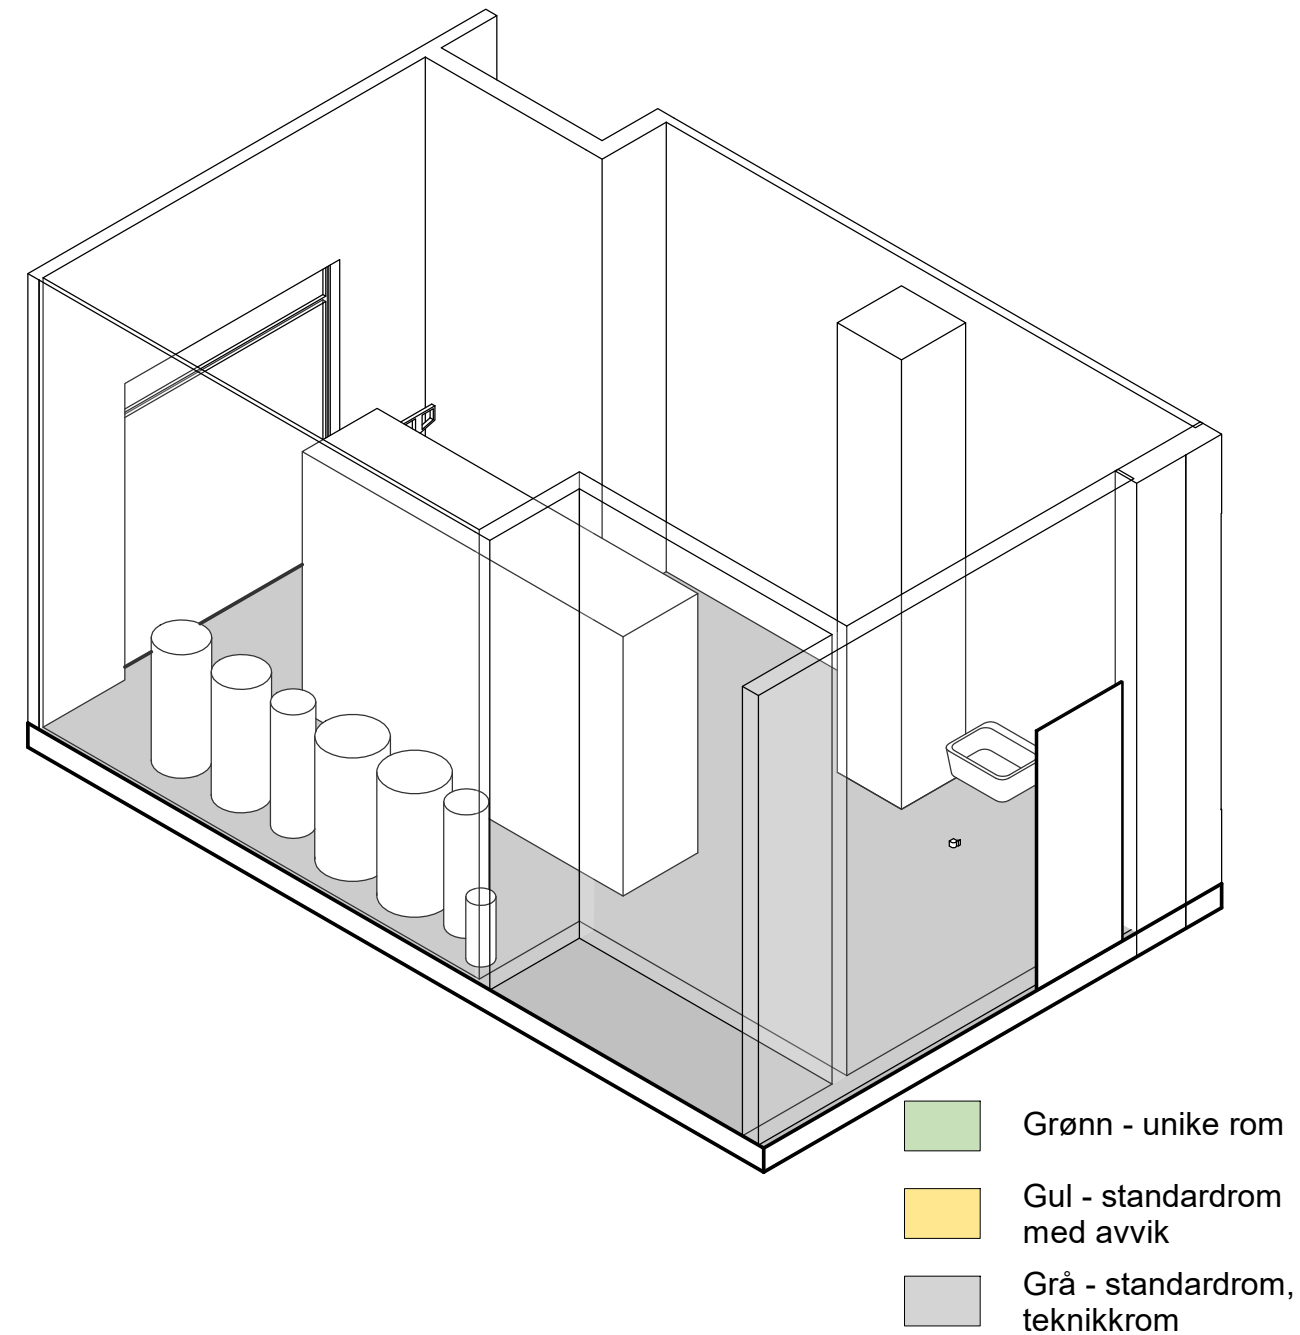 Grønn - unike rom
Gul - standardrom
med avvik
Grå - standardrom,
teknikkrom